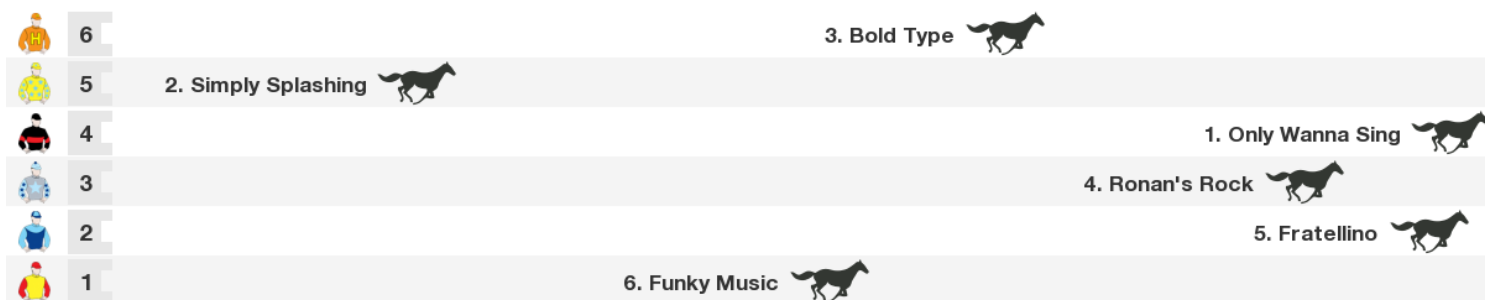 6 3. Bold Type
5 2. Simply Splashing
4 1. Only Wanna Sing
3 4. Ronan's Rock
2 5. Fratellino
1 6. Funky Music